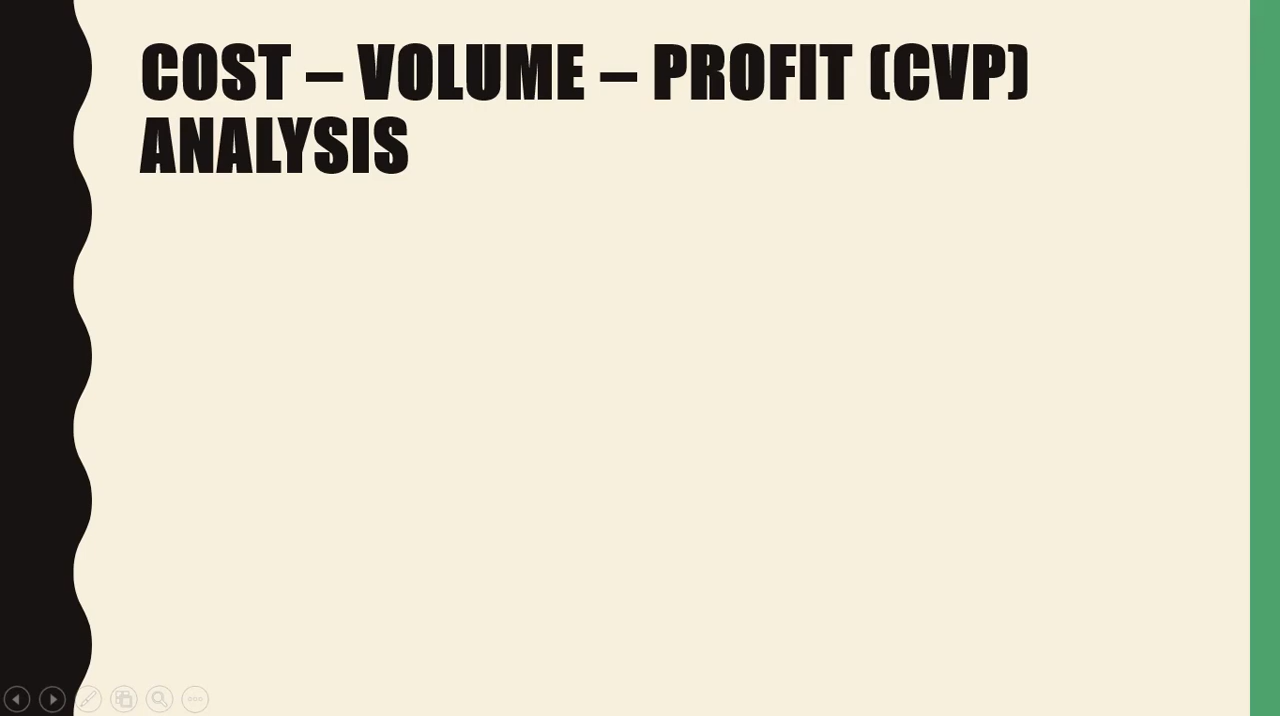 COST – VOLUME – PROFIT (CVP)
ANALYSIS